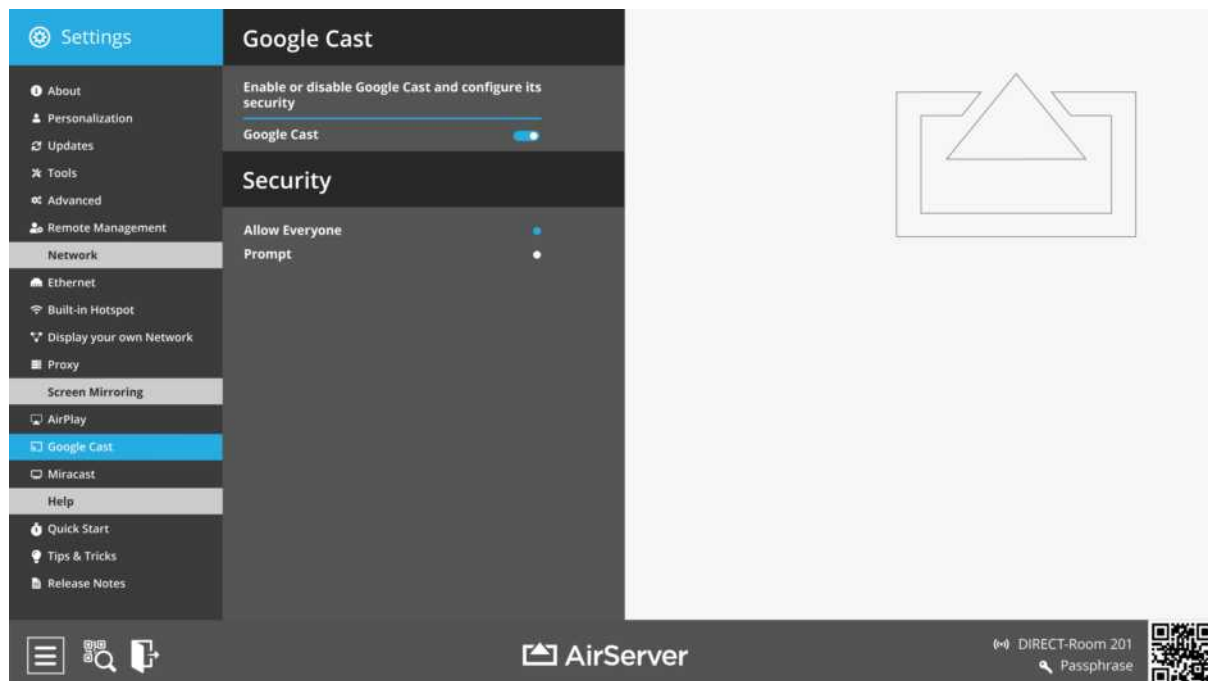 Settings
About
Personalization
Updates
Tools
Advanced
Remote Management
Network
Ethernet
Built-in Hotspot
Display your own Network
Proxy
Screen Mirroring
AirPlay
Google Cast
Miracast
Help
Quick Start
Tips & Tricks
Release Notes
Google Cast
Enable or disable Google Cast and configure its
security
Google Cast
Security
Allow Everyone
Prompt
AirServer
DIRECT-Room 201
Passphrase